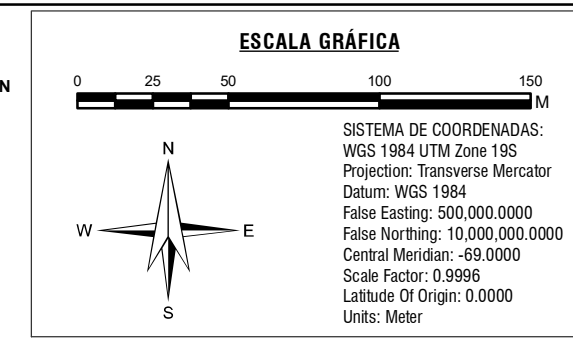 ESCALA GRÁFICA
N
0 25 50 100 150
M
SISTEMA DE COORDENADAS:
WGS 1984 UTM Zone 19S
Projection: Transverse Mercator
Datum: WGS 1984
False Easting: 500,000.0000
False Northing: 10,000,000.0000
Central Meridian: -69.0000
Scale Factor: 0.9996
Latitude Of Origin: 0.0000
Units: Meter
N
W E
S